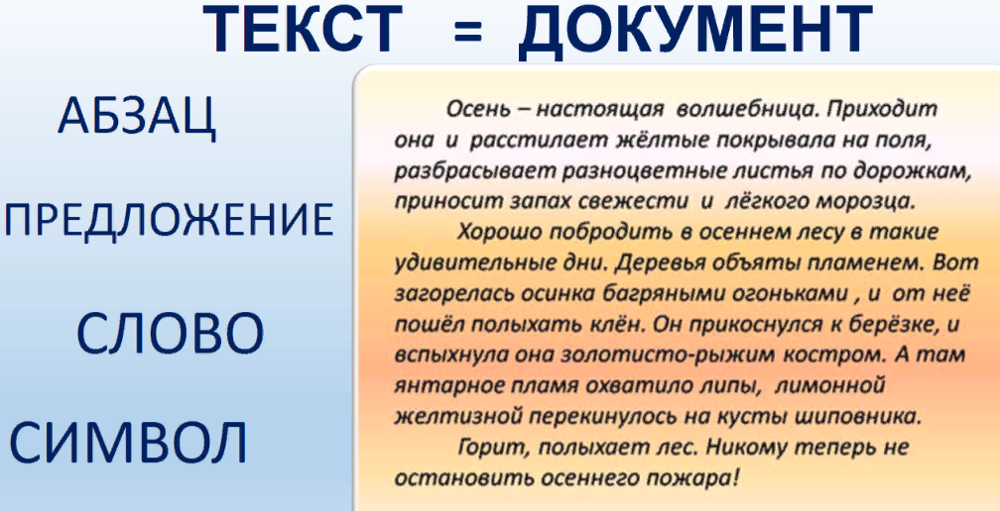 ТЕКСТ = ДОКУМЕНТ
АБЗАЦ
ПРЕДЛОЖЕНИЕ
СЛОВО
СИМВОЛ
Осень – настоящая волшебница. Приходит
она и расстилает жёлтые покрывала на поля,
разбрасывает разноцветные листья по дорожкам,
приносит запах свежести и лёгкого морозца.
Хорошо побродить в осеннем лесу в такие
удивительные дни. Деревья объяты пламенем. Вот
загорелась осинка багряными огоньками , и от неё
пошёл полыхать клён. Он прикоснулся к берёзке, и
вспыхнула она золотисто-рыжим костром. А там
янтарное пламя охватило липы, лимонной
желтизной перекинулось на кусты шиповника.
Горит, полыхает лес. Никому теперь не
остановить осеннего пожара!